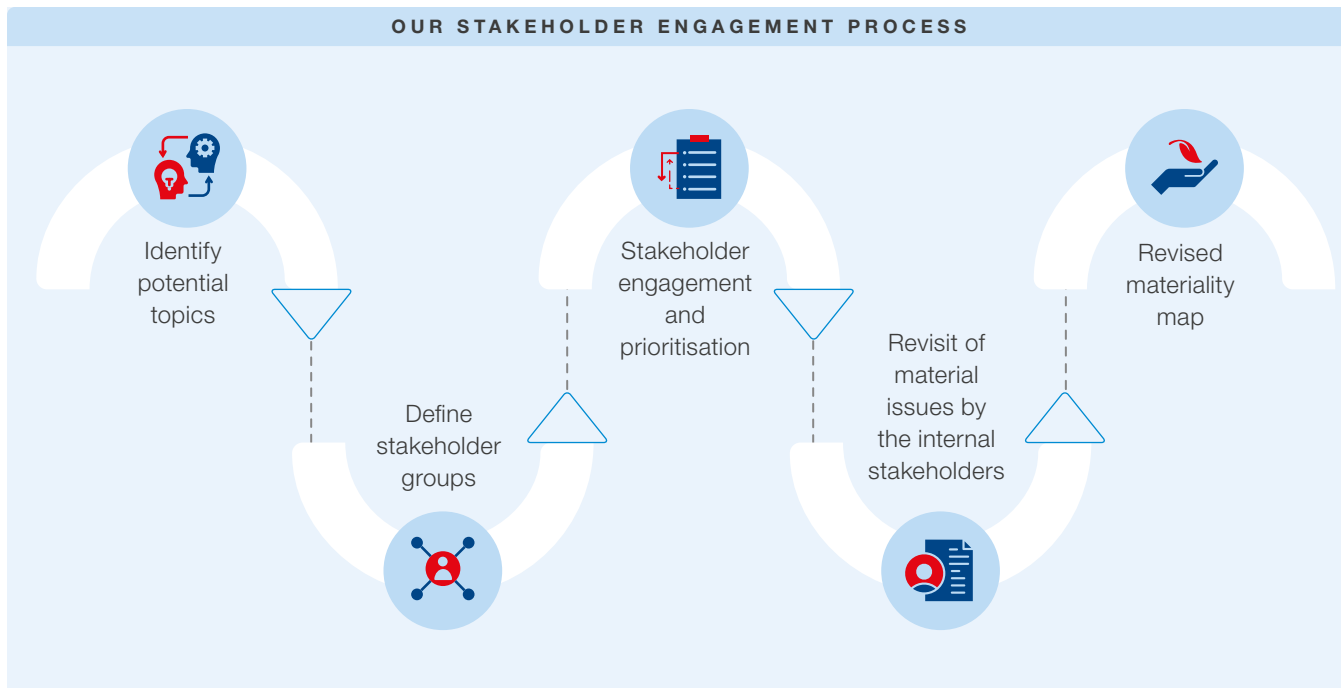 OUR STAKEHOLDER ENGAGEMENT PROCESS
Identify
potential
topics
Define
stakeholder
groups
Stakeholder
engagement
and
prioritisation
Revisit of
material
issues by
the internal
stakeholders
Revised
materiality
map